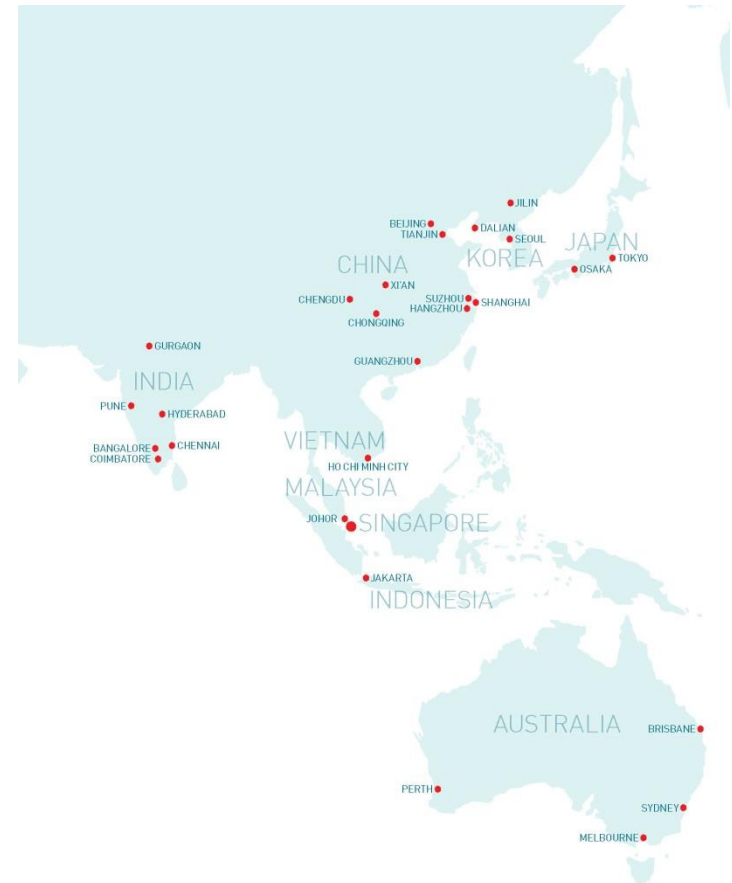 JILIN
BEIJING
DALIAN
TIANJIN
SEOUL
JAPAN
KOREA
TOKYO
CHINA
OSAKA
XI'AN
CHENGDU
SUZHOU
SHANGHAI
HANGZHOU
CHONGQING
GURGAON
GUANGZHOU
INDIA
PUNE
HYDERABAD
VIETNAM
BANGALORE
CHENNAI
COIMBATORE
HO CHI MINH CITY
MALAYSIA
JOHOR
SINGAPORE
JAKARTA
INDONESIA
AUSTRALIA
BRISBANE
PERTH
SYDNEY
MELBOURNE